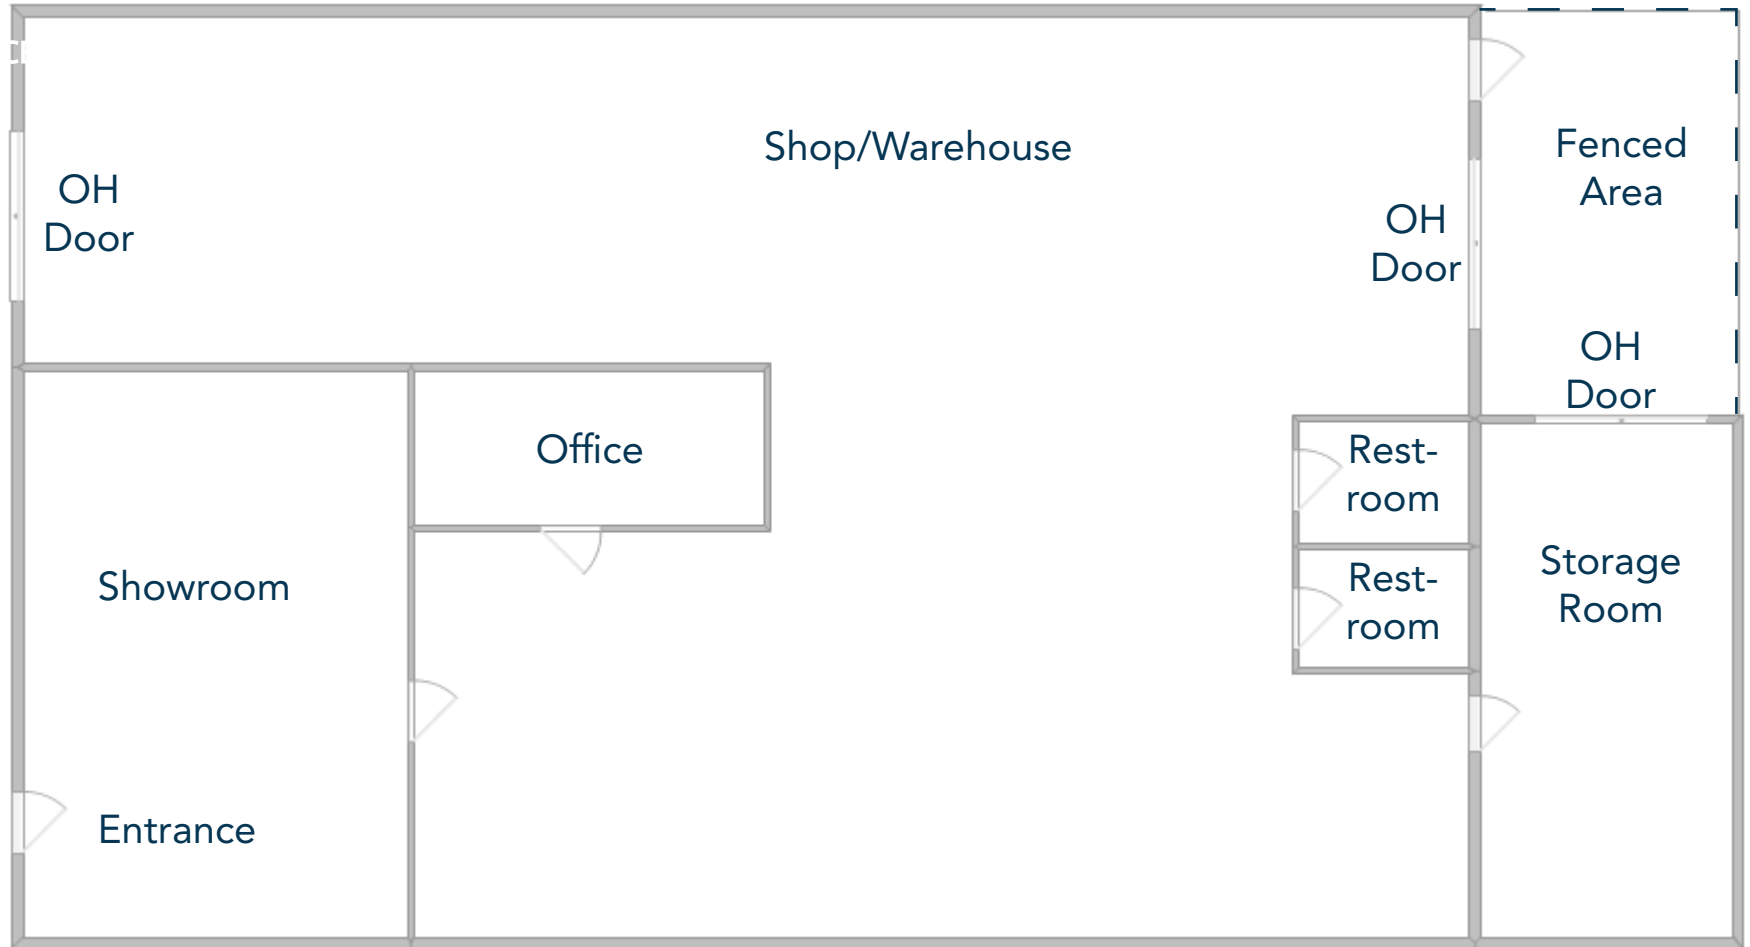 Shop/Warehouse
Fenced
Area
OH
Door
OH
Door
OH
Door
Office
Rest-
room
Rest-
room
Storage
Room
Showroom
Entrance